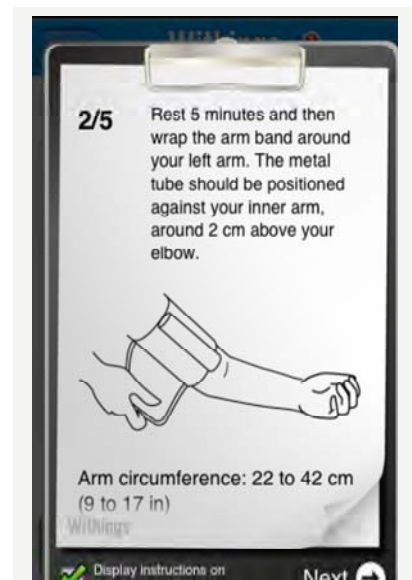 2/5
Rest 5 minutes and then
wrap the arm band around
your left arm. The metal
tube should be positioned
against your inner arm,
around 2 cm above your
elbow.
Arm circumference: 22 to 42 cm
(9 to 17 in)
Withings
Display instructions on
Next